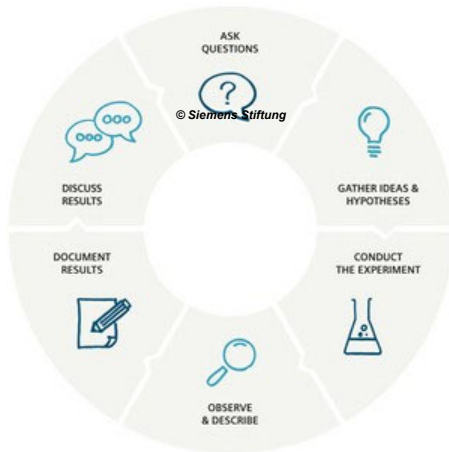 ASK
QUESTIONS
?
© Siemens Stiftung
GATHER IDEAS &
HYPOTHESES
CONDUCT
THE EXPERIMENT
OBSERVE
& DESCRIBE
DOCUMENT
RESULTS
DISCUSS
RESULTS